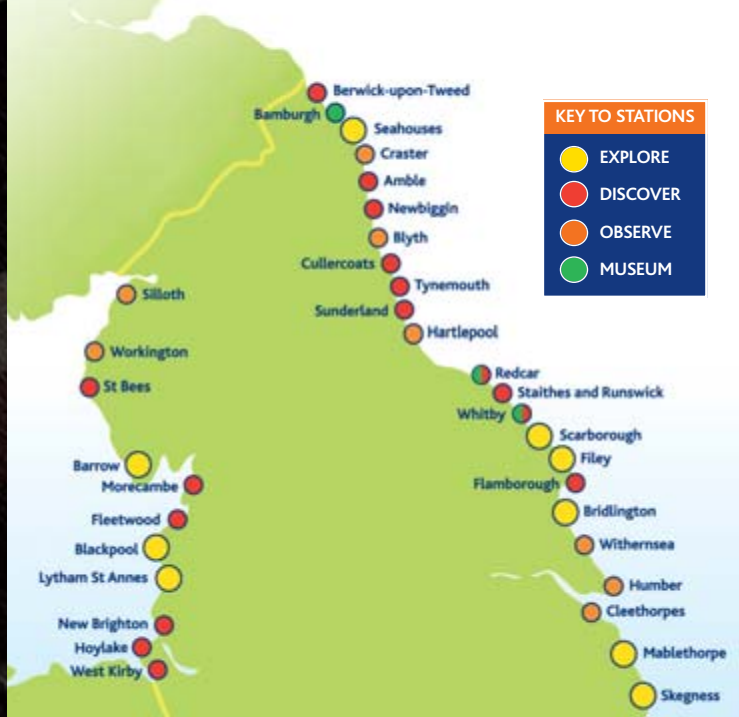 Berwick-upon-Tweed
Bamburgh
Seahouses
Craster
Amble
Newbiggin
Blyth
Cullercoats
Tynemouth
Sunderland
Hartlepool
Redcar
Staithes and Runswick
Whitby
Scarborough
Filey
Flamborough
Bridlington
Withernsea
Humber
Cleethorpes
Mablethorpe
Skegness
Silloth
Workington
St Bees
Barrow
Morecambe
Fleetwood
Blackpool
Lytham St Annes
New Brighton
Hoylake
West Kirby
KEY TO STATIONS
EXPLORE
DISCOVER
OBSERVE
MUSEUM